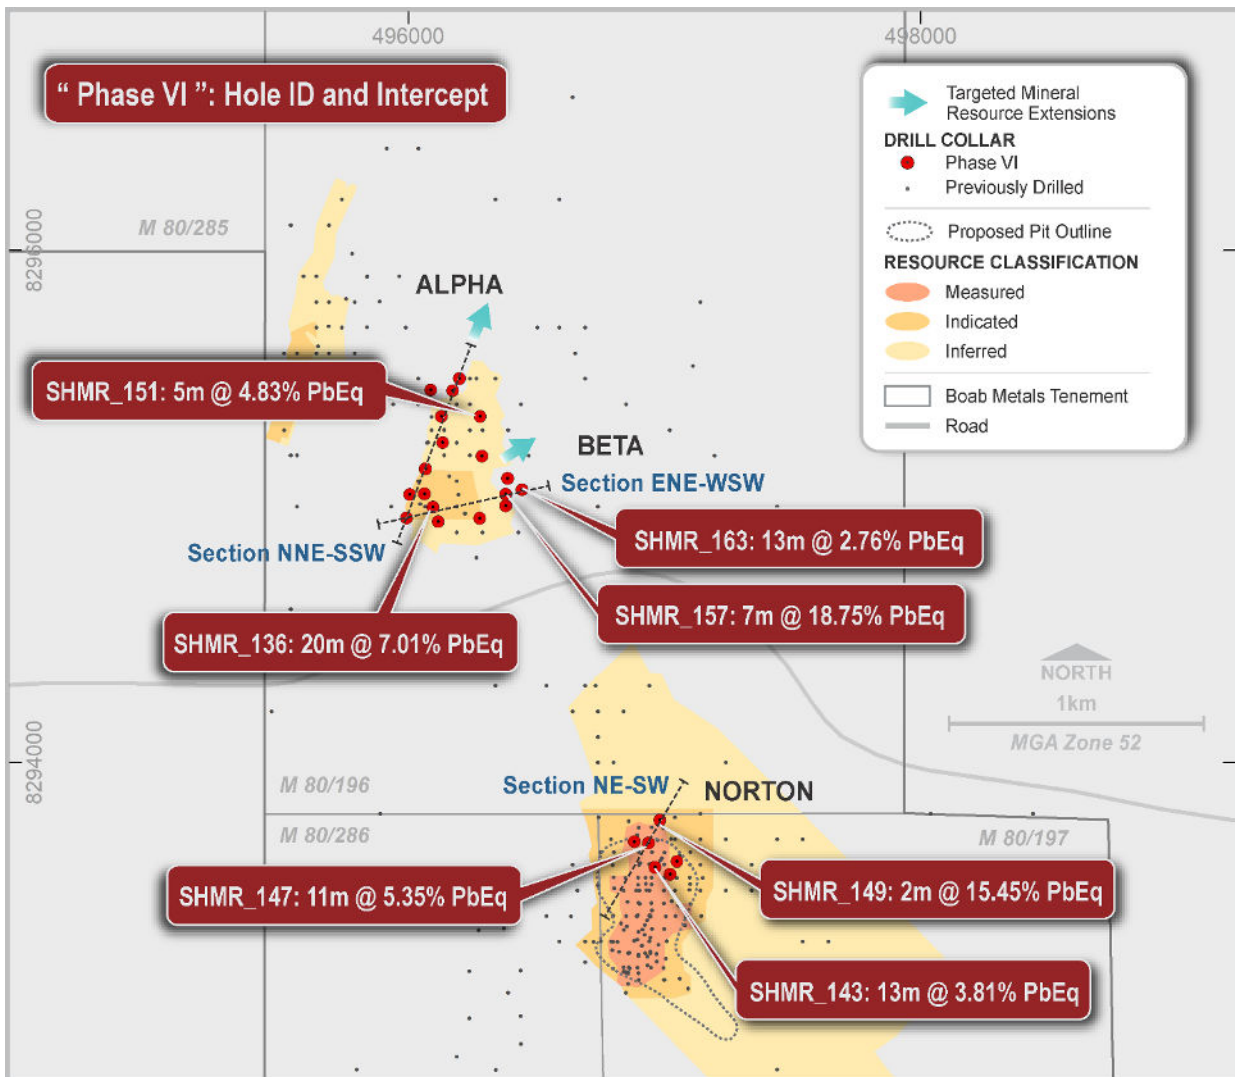 496000
498000
“ Phase VI ”: Hole ID and Intercept
Targeted Mineral
Resource Extensions
DRILL COLLAR
Phase VI
Previously Drilled
Proposed Pit Outline
RESOURCE CLASSIFICATION
Measured
Indicated
Inferred
Boab Metals Tenement
Road
8296000
M 80/285
ALPHA
SHMR_151: 5m @ 4.83% PbEq
BETA
Section ENE-WSW
SHMR_163: 13m @ 2.76% PbEq
Section NNE-SSW
SHMR_157: 7m @ 18.75% PbEq
SHMR_136: 20m @ 7.01% PbEq
NORTH
1km
MGA Zone 52
8294000
Section NE-SW
NORTON
M 80/196
M 80/286
M 80/197
SHMR_147: 11m @ 5.35% PbEq
SHMR_149: 2m @ 15.45% PbEq
SHMR_143: 13m @ 3.81% PbEq